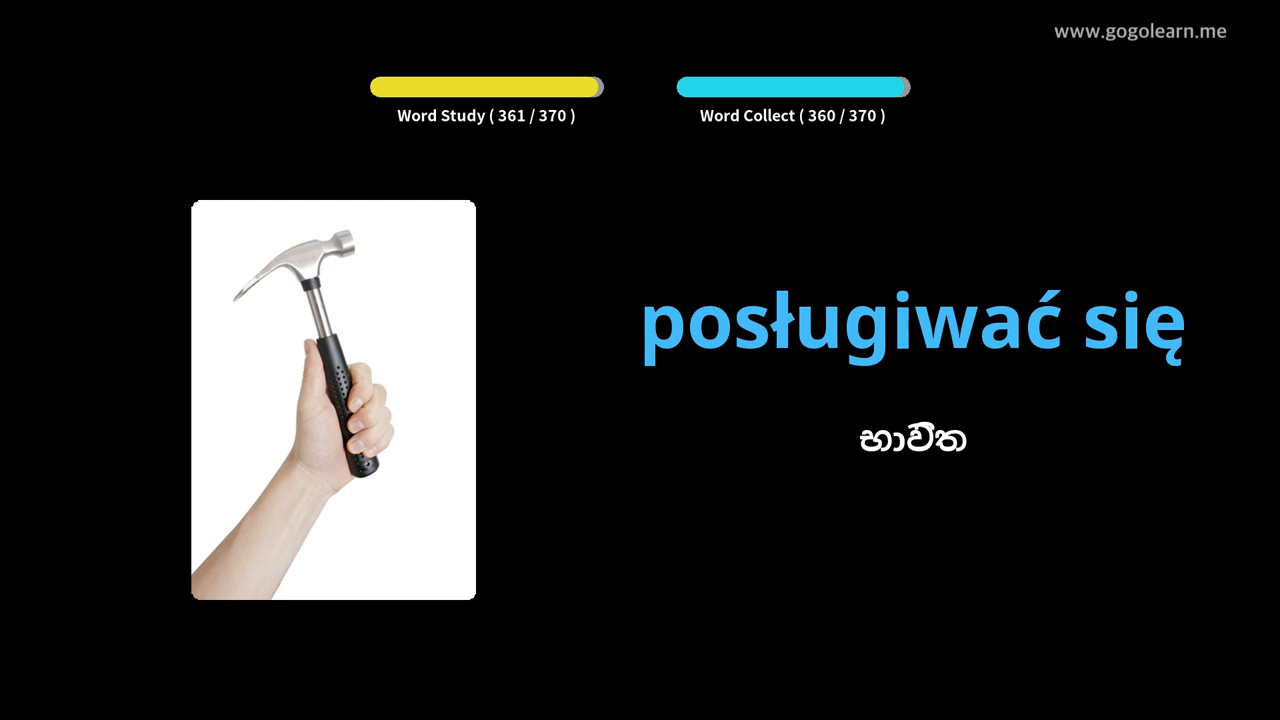 www.gogolearn.me
Word Study ( 361 / 370 )
Word Collect ( 360 / 370 )
posługiwać się
භාවිත